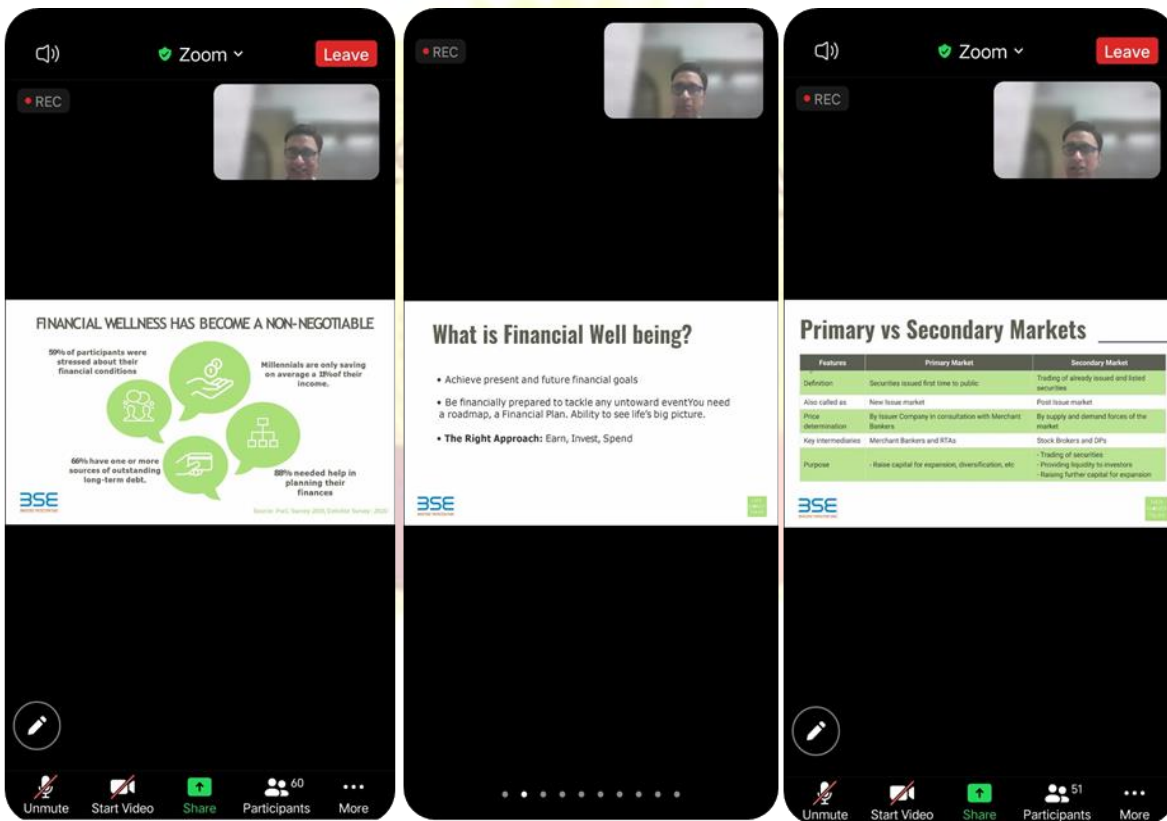 Zoom
Leave
REC
FINANCIAL WELLNESS HAS BECOME A NON-NEGOTIABLE
59% of participants were
stressed about their
financial conditions
Millennials are only saving
on average a of their
income.
66% have one or more
sources of outstanding
long-term debt.
88% needed help in
planning their
finances
BSE
Unmute
Start Video
Share
60
Participants
More
REC
What is Financial Well being?
• Achieve present and future financial goals
• Be financially prepared to tackle any untoward eventYou need
a roadmap, a Financial Plan. Ability to see life's big picture.
• The Right Approach: Earn, Invest, Spend
BSE
Zoom
Leave
REC
Primary vs Secondary Markets
Features Primary Market Secondary Market
Definition Securities issued first time to public Trading of already issued and listed
securities
Also called as New Issue market Post Issue market
Price
determination By Issuer Company in consultation with Merchant
Bankers By supply and demand forces of the
market
Key intermediaries Merchant Bankers and RTAs Stock Brokers and DPs
Purpose - Raise capital for expansion, diversification, etc - Trading of securities
- Providing liquidity to investors
- Raising further capital for expansion
BSE
Unmute
Start Video
Share
51
Participants
More